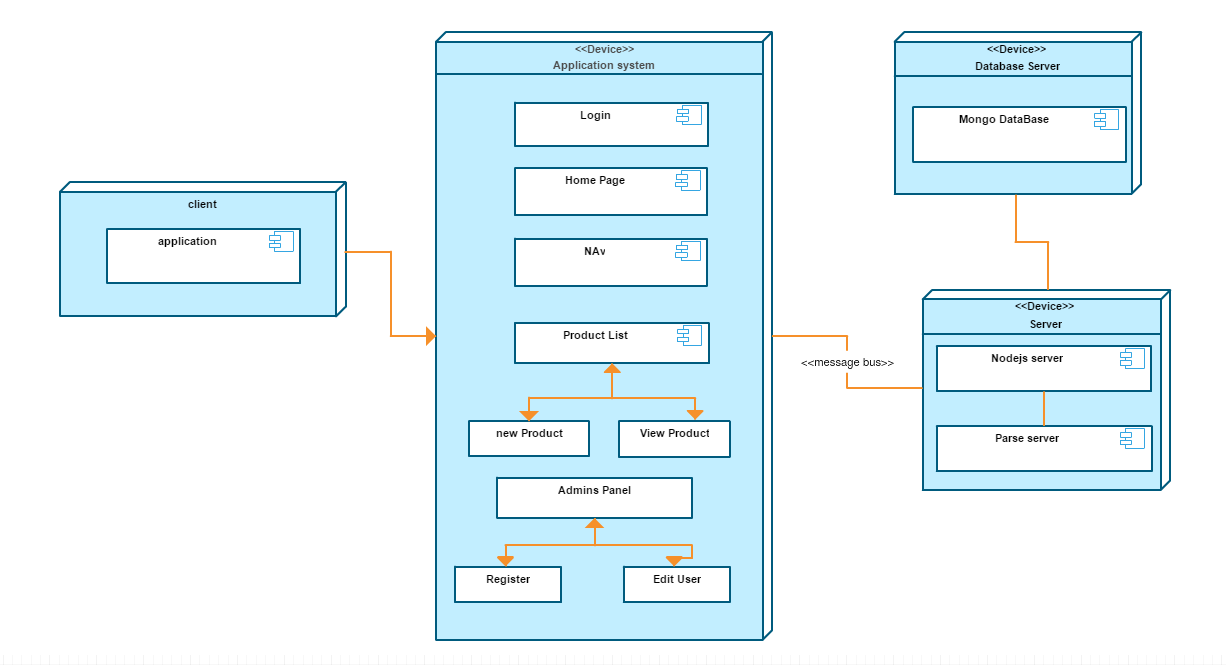 client
application
<<Device>>
Application system
Login
Home Page
NAv
Product List
new Product
View Product
Admins Panel
Register
Edit User
<<message bus>>
<<Device>>
Database Server
Mongo DataBase
<<Device>>
Server
Nodejs server
Parse server